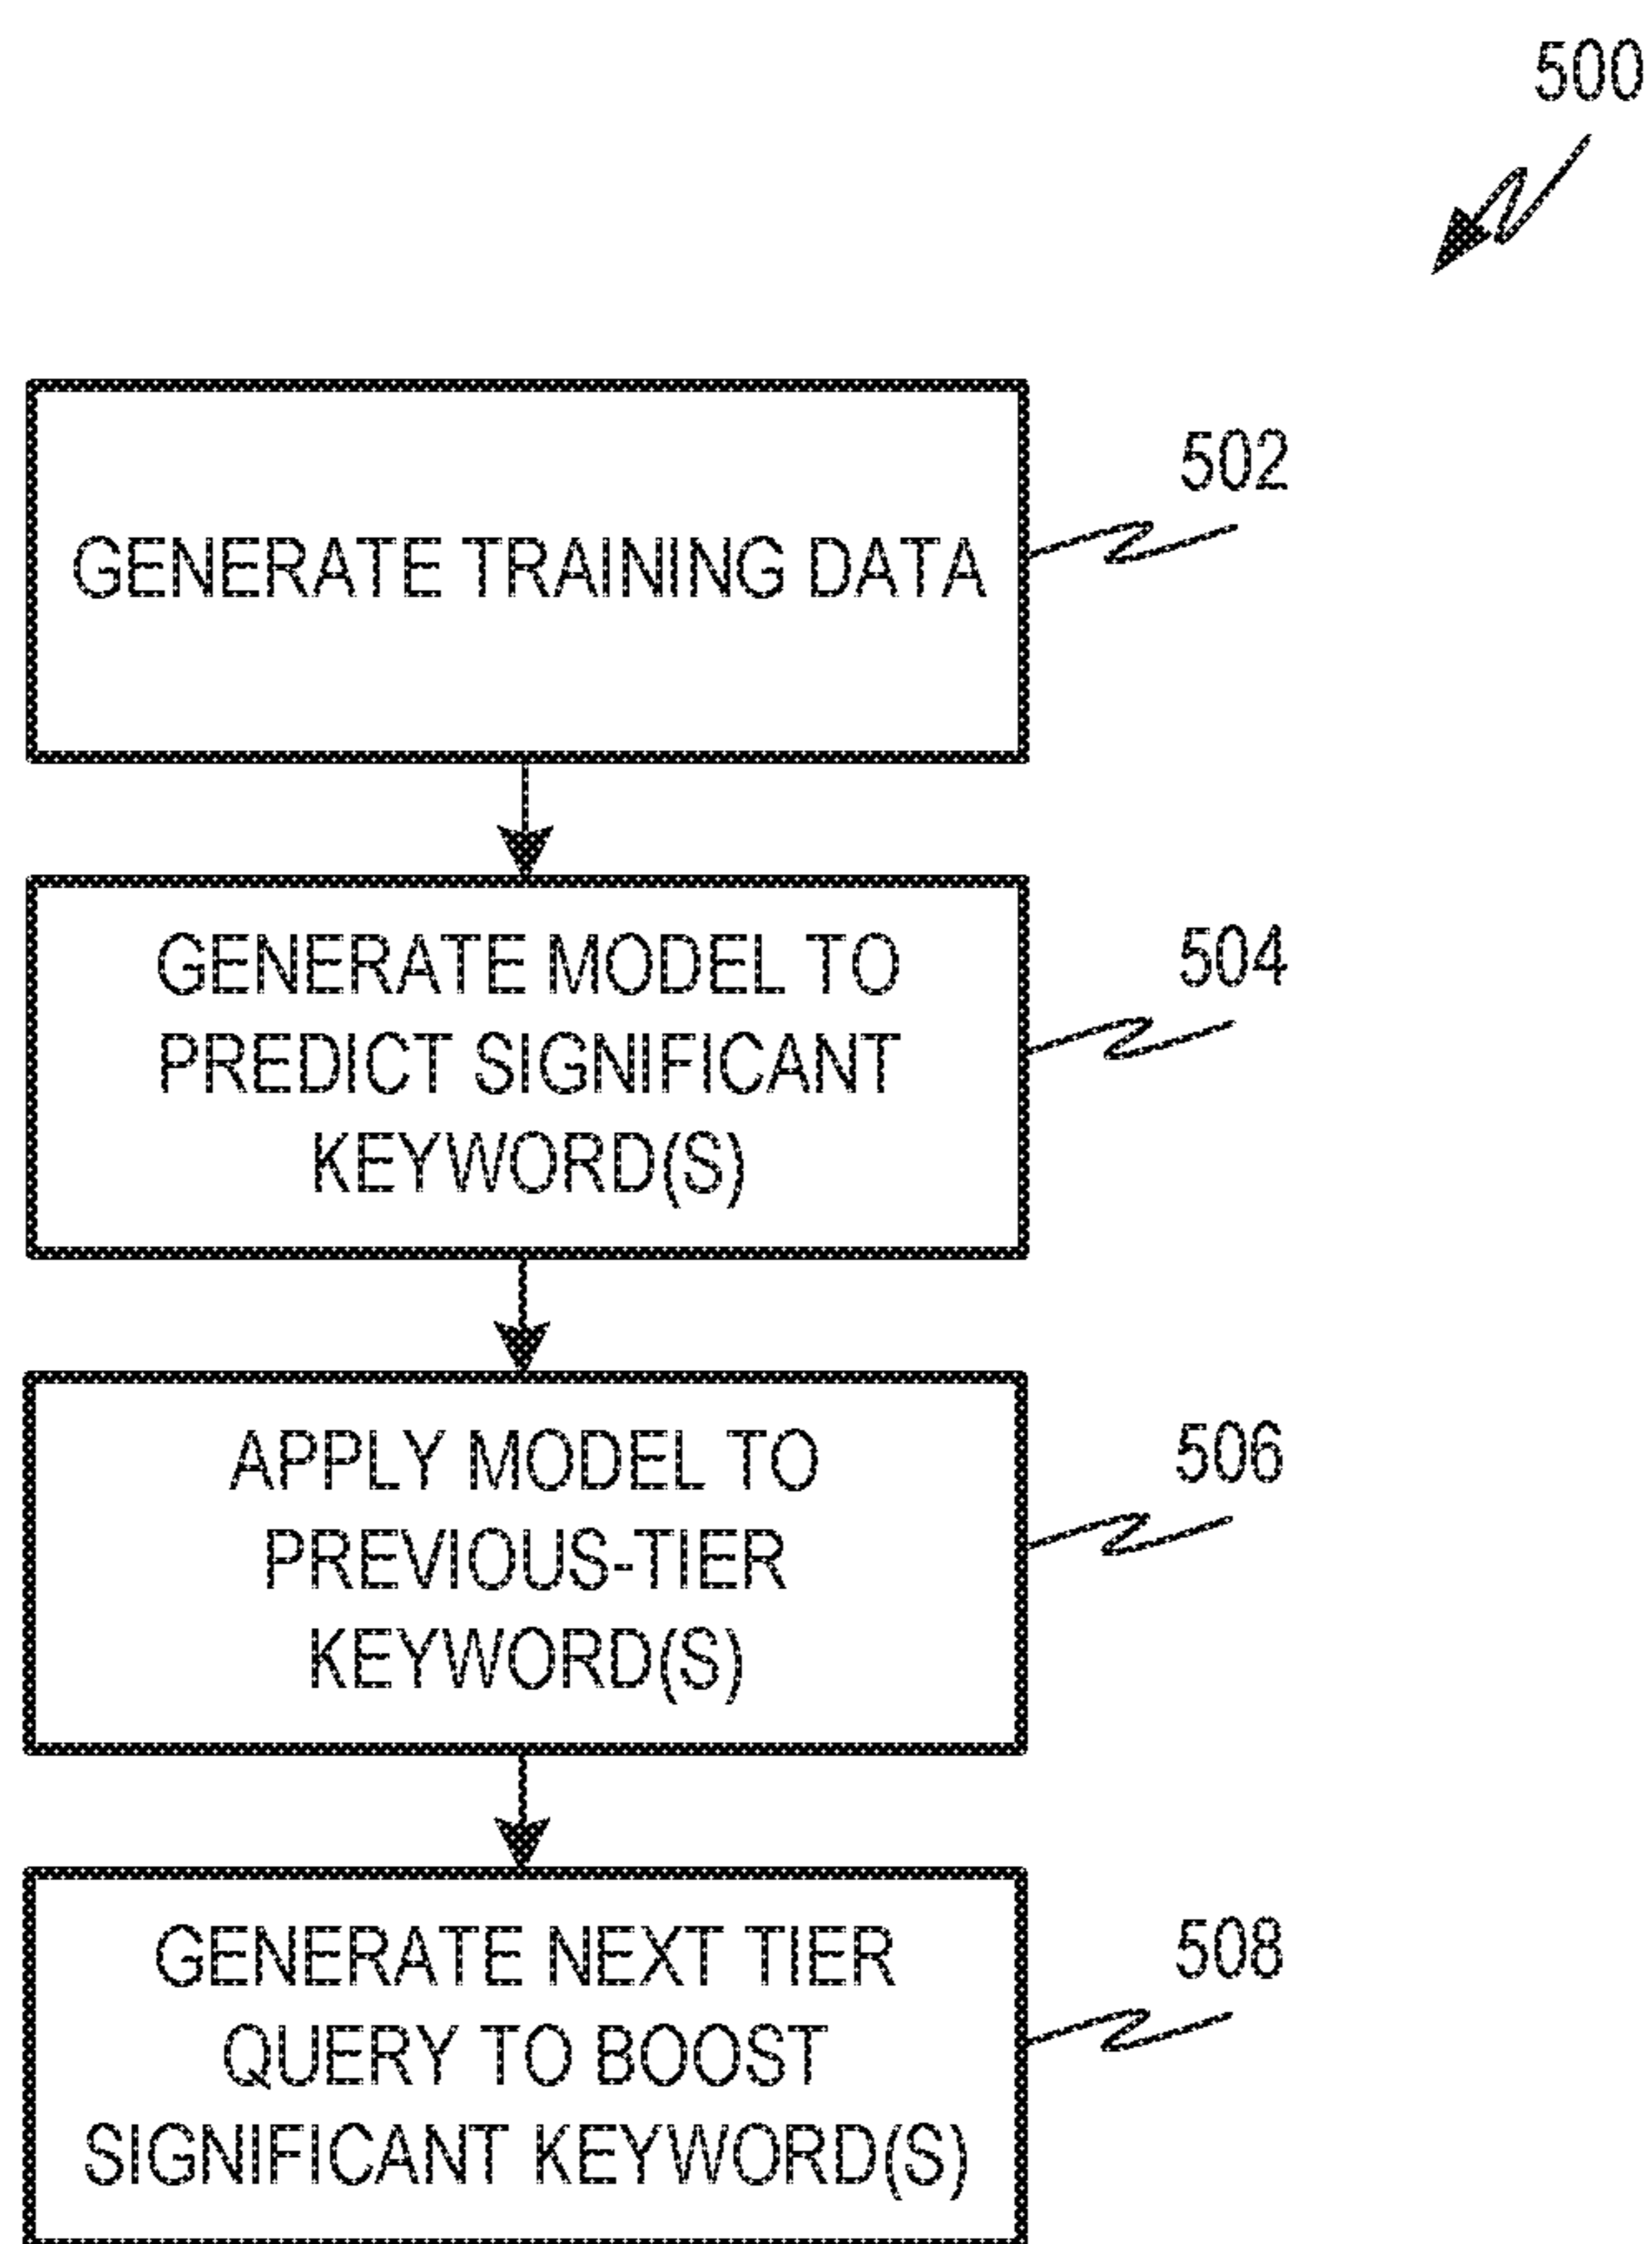 500
502
GENERATE TRAINING DATA
504
GENERATE MODEL TO
PREDICT SIGNIFICANT
KEYWORD(S)
506
APPLY MODEL TO
PREVIOUS-TIER
KEYWORD(S)
508
GENERATE NEXT TIER
QUERY TO BOOST
SIGNIFICANT KEYWORD(S)